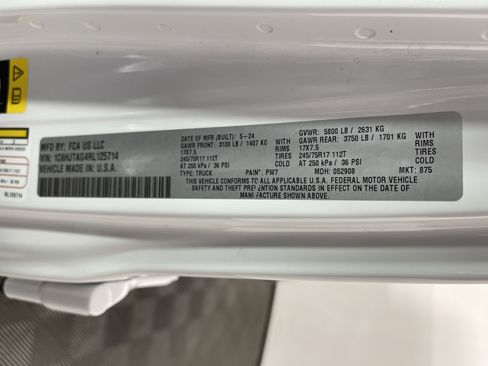 MFD BY: FCA US LLC
VIN: 1C6HJTAG4RL125714
VEHICLE MADE IN: U.S.A.
DATE OF MFR (BUILT): 5-24
GVWR: 5800 LB / 2631 KG
GAWR FRONT: 3100 LB / 1407 KG
GAWR REAR: 3750 LB / 1701 KG
WITH TIRES RIMS
17X7.5
245/75R17 112T
AT 250 kPa / 36 PSI
RIMS
17X7.5
245/75R17 112T
AT 250 kPa / 36 PSI
TYPE: TRUCK PAINT: PW7 MDH: 052908 MKT: 875
THIS VEHICLE CONFORMS TO ALL APPLICABLE U.S.A. FEDERAL MOTOR VEHICLE
SAFETY AND THEFT PREVENTION STANDARDS IN EFFECT ON THE DATE OF
MANUFACTURE SHOWN ABOVE.
RL125714